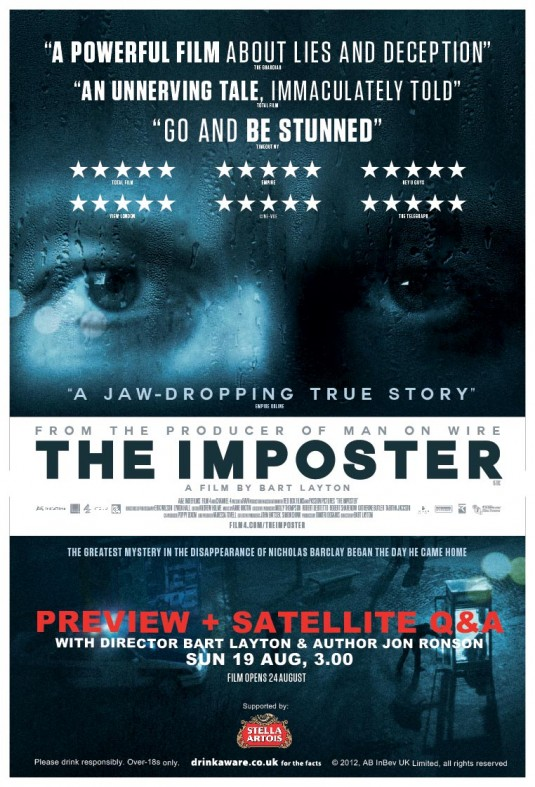 “A POWERFUL FILM ABOUT LIES AND DECEPTION”
THE GUARDIAN
“AN UNNERVING TALE, IMMACULATELY TOLD”
TOTAL FILM
“GO AND BE STUNNED”
TIMEOUT NY
TOTAL FILM EMPIRE HEY U GUYS
VIEW LONDON CINE-VUE THE TELEGRAPH
“A JAW-DROPPING TRUE STORY”
EMPIRE ONLINE
FROM THE PRODUCER OF MAN ON WIRE
THE IMPOSTER
A FILM BY BART LAYTON
FILM4.COM/THEIMPOSTER
THE GREATEST MYSTERY IN THE DISAPPEARANCE OF NICHOLAS BARCLAY BEGAN THE DAY HE CAME HOME
PREVIEW + SATELLITE Q&A
WITH DIRECTOR BART LAYTON & AUTHOR JON RONSON
SUN 19 AUG, 3.00
FILM OPENS 24 AUGUST
Supported by:
STELLA
ARTOIS
Please drink responsibly. Over-18s only. drinkaware.co.uk for the facts © 2012, AB InBev UK Limited, all rights reserved